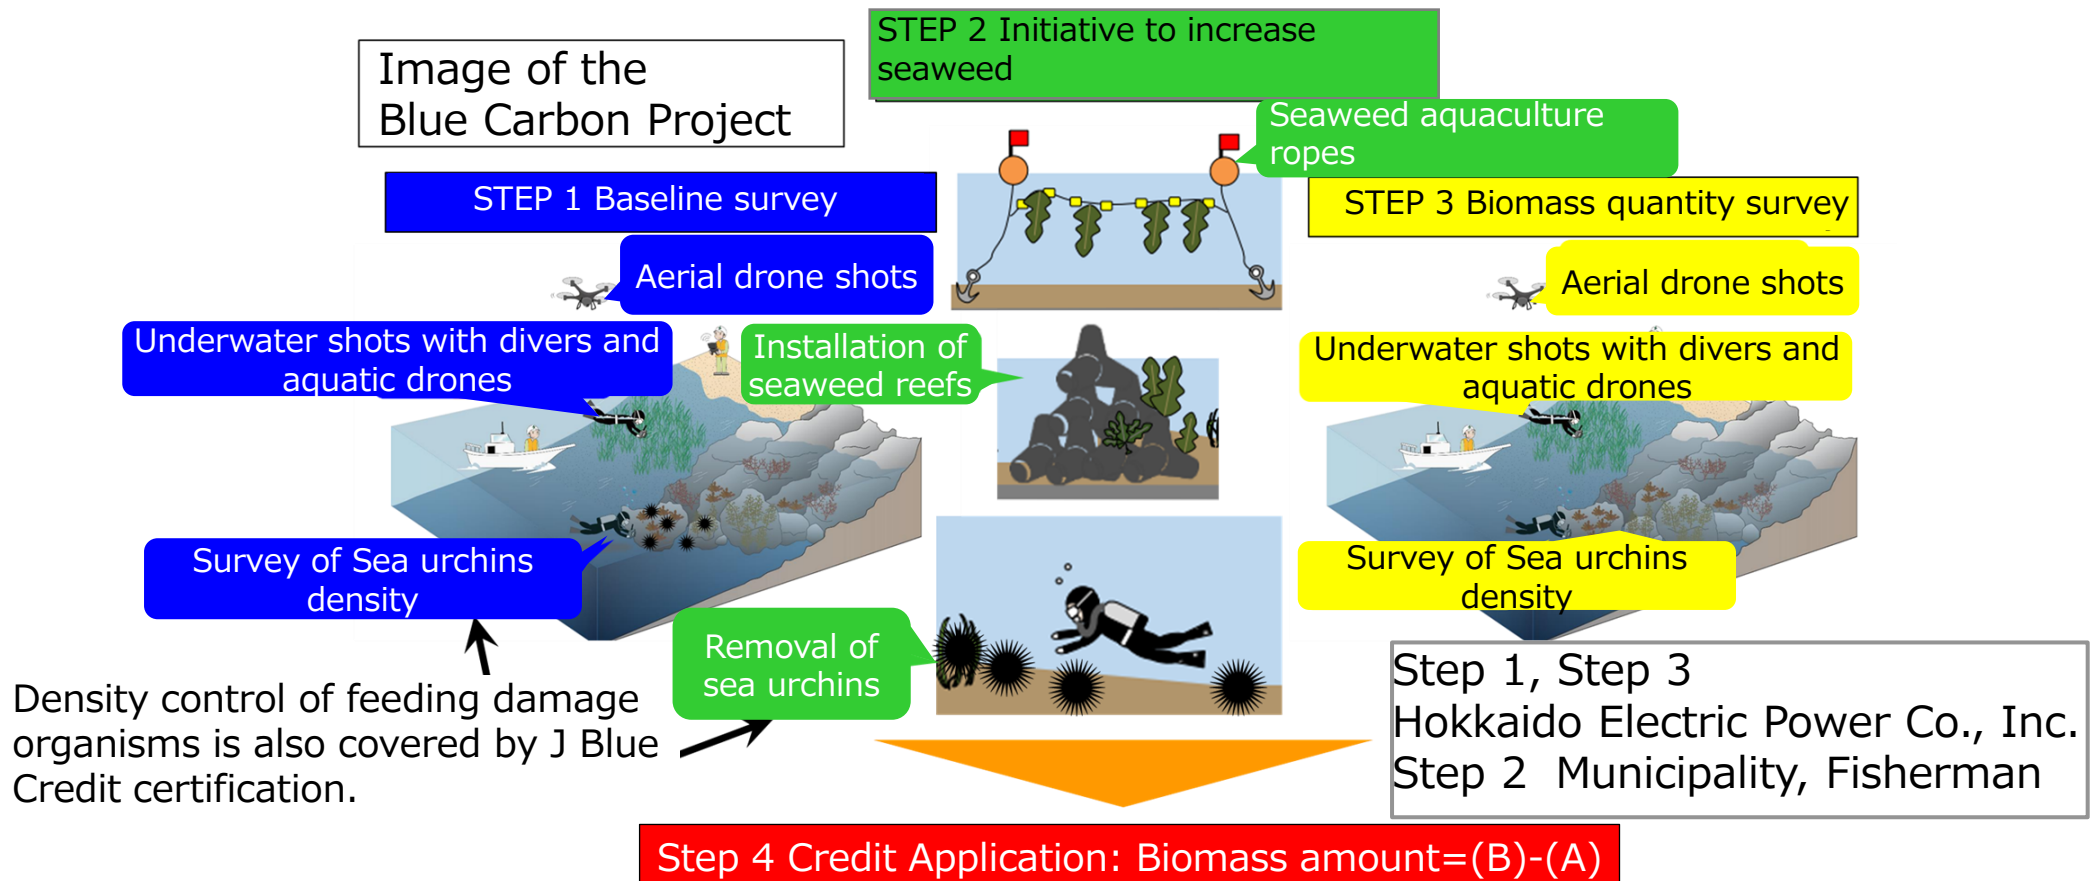 Image of the
Blue Carbon Project
STEP 2 Initiative to increase
seaweed
Seaweed aquaculture
ropes
STEP 1 Baseline survey
STEP 3 Biomass quantity survey
Aerial drone shots
Underwater shots with divers and
aquatic drones
Installation of
seaweed reefs
Aerial drone shots
Underwater shots with divers and
aquatic drones
Survey of Sea urchins
density
Removal of
sea urchins
Survey of Sea urchins
density
Density control of feeding damage
organisms is also covered by J Blue
Credit certification.
Step 1, Step 3
Hokkaido Electric Power Co., Inc.
Step 2 Municipality, Fisherman
Step 4 Credit Application: Biomass amount=(B)-(A)